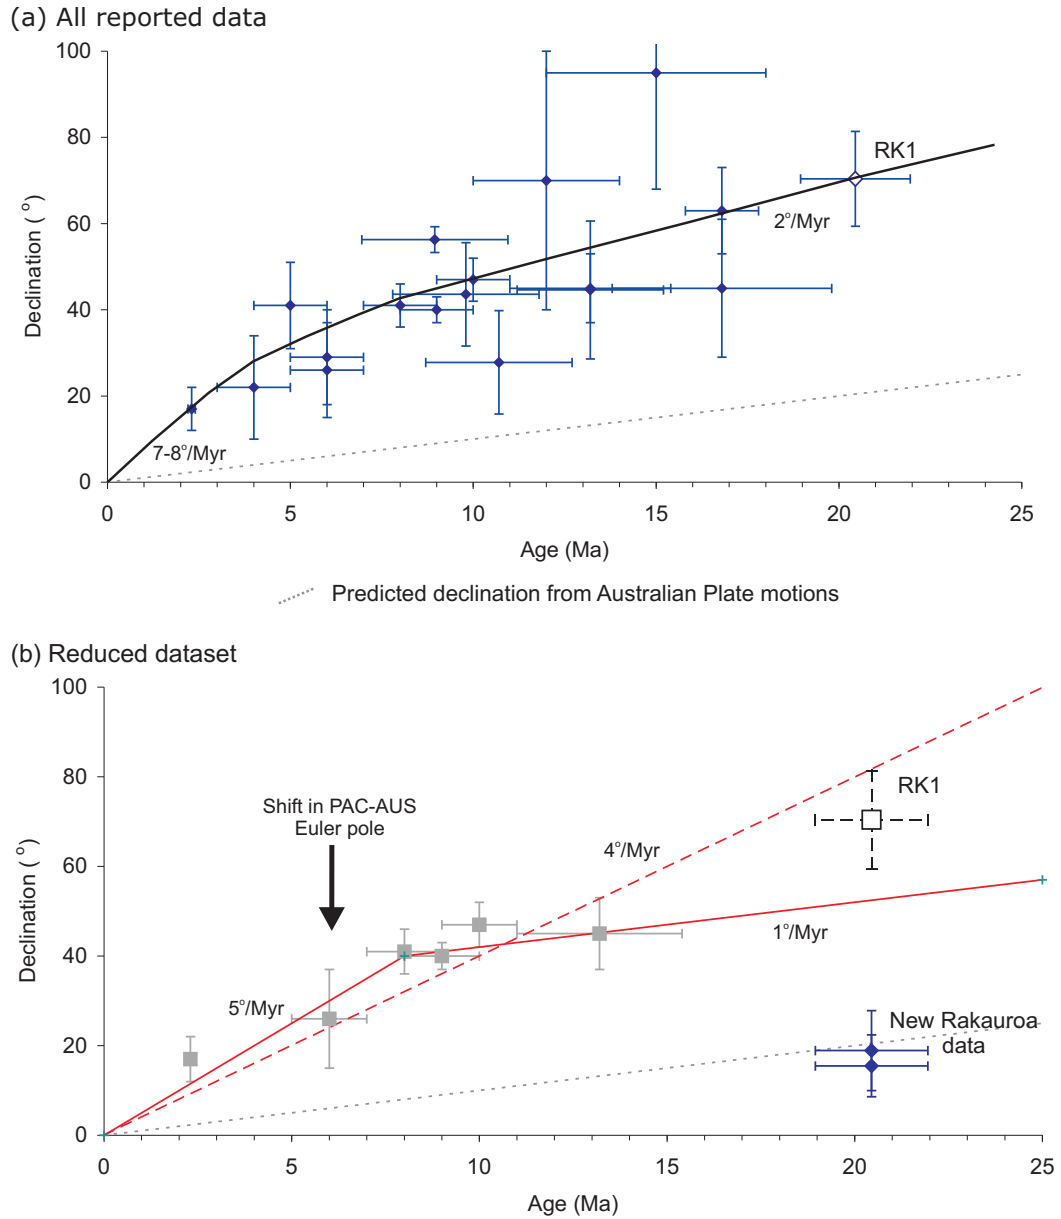 (a) All reported data
100
80
60
40
20
0
Declination ( °)
RK1
2°/Myr
7-8°/Myr
0 5 10 15 20 25
Age (Ma)
Predicted declination from Australian Plate motions
(b) Reduced dataset
100
80
60
40
20
0
Declination ( °)
Shift in PAC-AUS
Euler pole
RK1
4°/Myr
1°/Myr
5°/Myr
New Rakauroa
data
0 5 10 15 20 25
Age (Ma)